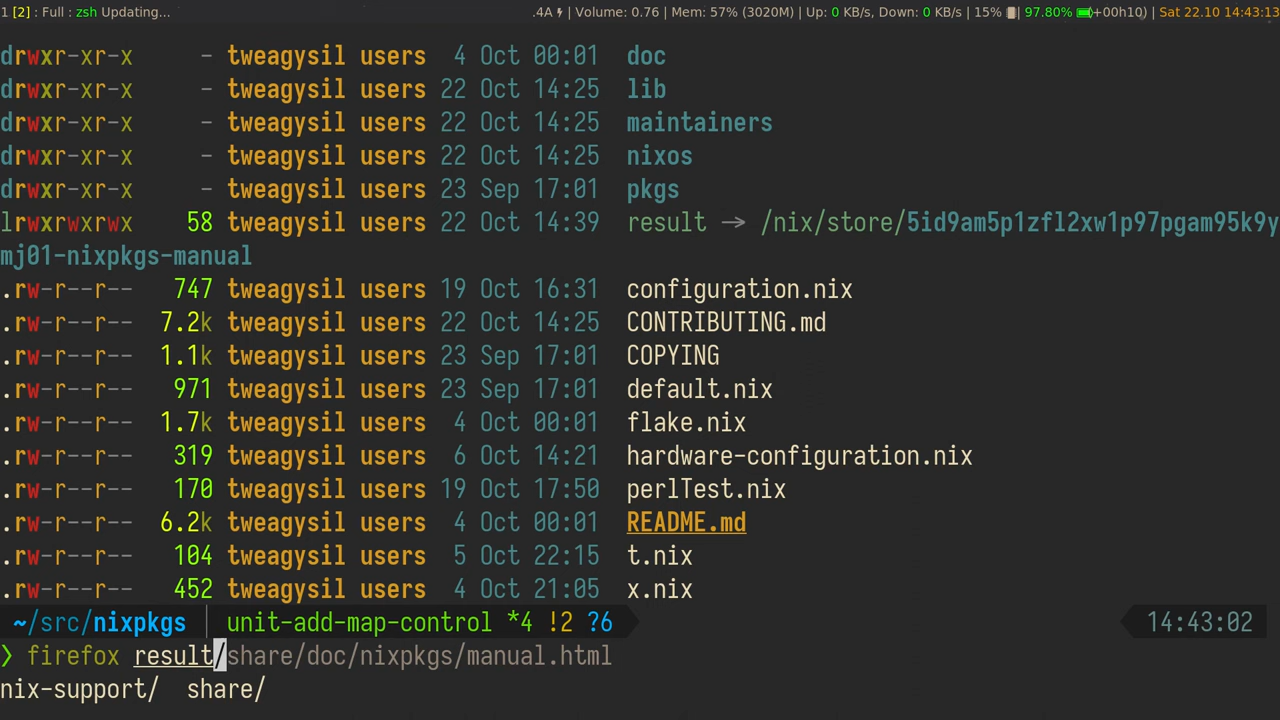 1 [2] : Full : zsh Updating... .4A | Volume: 0.76 | Mem: 57% (3020M) | Up: 0 KB/s, Down: 0 KB/s | 15% | 97.80% +00h10 | Sat 22.10 14:43:13
drwxr-xr-x - tweagysil users 4 Oct 00:01 doc
drwxr-xr-x - tweagysil users 22 Oct 14:25 lib
drwxr-xr-x - tweagysil users 22 Oct 14:25 maintainers
drwxr-xr-x - tweagysil users 22 Oct 14:25 nixos
drwxr-xr-x - tweagysil users 23 Sep 17:01 pkgs
lrwxrwxrwx 58 tweagysil users 22 Oct 14:39 result -> /nix/store/5id9am5p1zfl2xw1p97pgam95k9y
mj01-nixpkgs-manual
.rw-r--r-- 747 tweagysil users 19 Oct 16:31 configuration.nix
.rw-r--r-- 7.2k tweagysil users 22 Oct 14:25 CONTRIBUTING.md
.rw-r--r-- 1.1k tweagysil users 23 Sep 17:01 COPYING
.rw-r--r-- 971 tweagysil users 23 Sep 17:01 default.nix
.rw-r--r-- 1.7k tweagysil users 4 Oct 00:01 flake.nix
.rw-r--r-- 319 tweagysil users 6 Oct 14:21 hardware-configuration.nix
.rw-r--r-- 170 tweagysil users 19 Oct 17:50 perlTest.nix
.rw-r--r-- 6.2k tweagysil users 4 Oct 00:01 README.md
.rw-r--r-- 104 tweagysil users 5 Oct 22:15 t.nix
.rw-r--r-- 452 tweagysil users 4 Oct 21:05 x.nix
~/src/nixpkgs | unit-add-map-control *4 !2 ?6 14:43:02
❯ firefox result/share/doc/nixpkgs/manual.html
nix-support/ share/